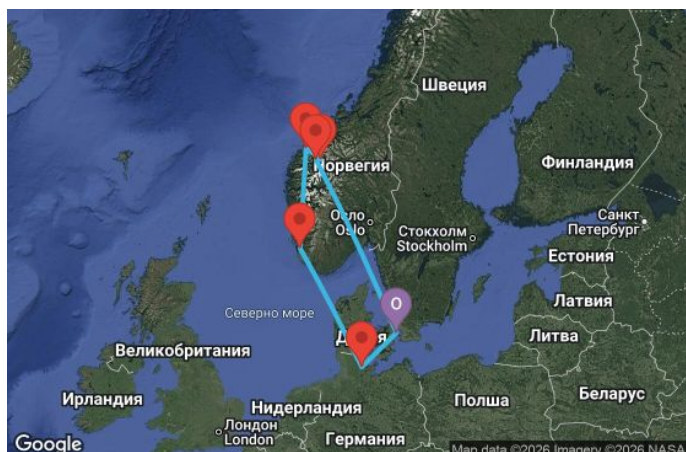 Швеция
Норвегия
Финландия
Осло
Oslo
Санкт
Петербург
Стокхолм
Stockholm
Естония
Северно море
Латвия
Литва
Великобритания
Беларус
Ирландия
Нидерландия
Полша
Лондон
London
Германия
Google
Map data ©2026 Imagery ©2026 NASA
O